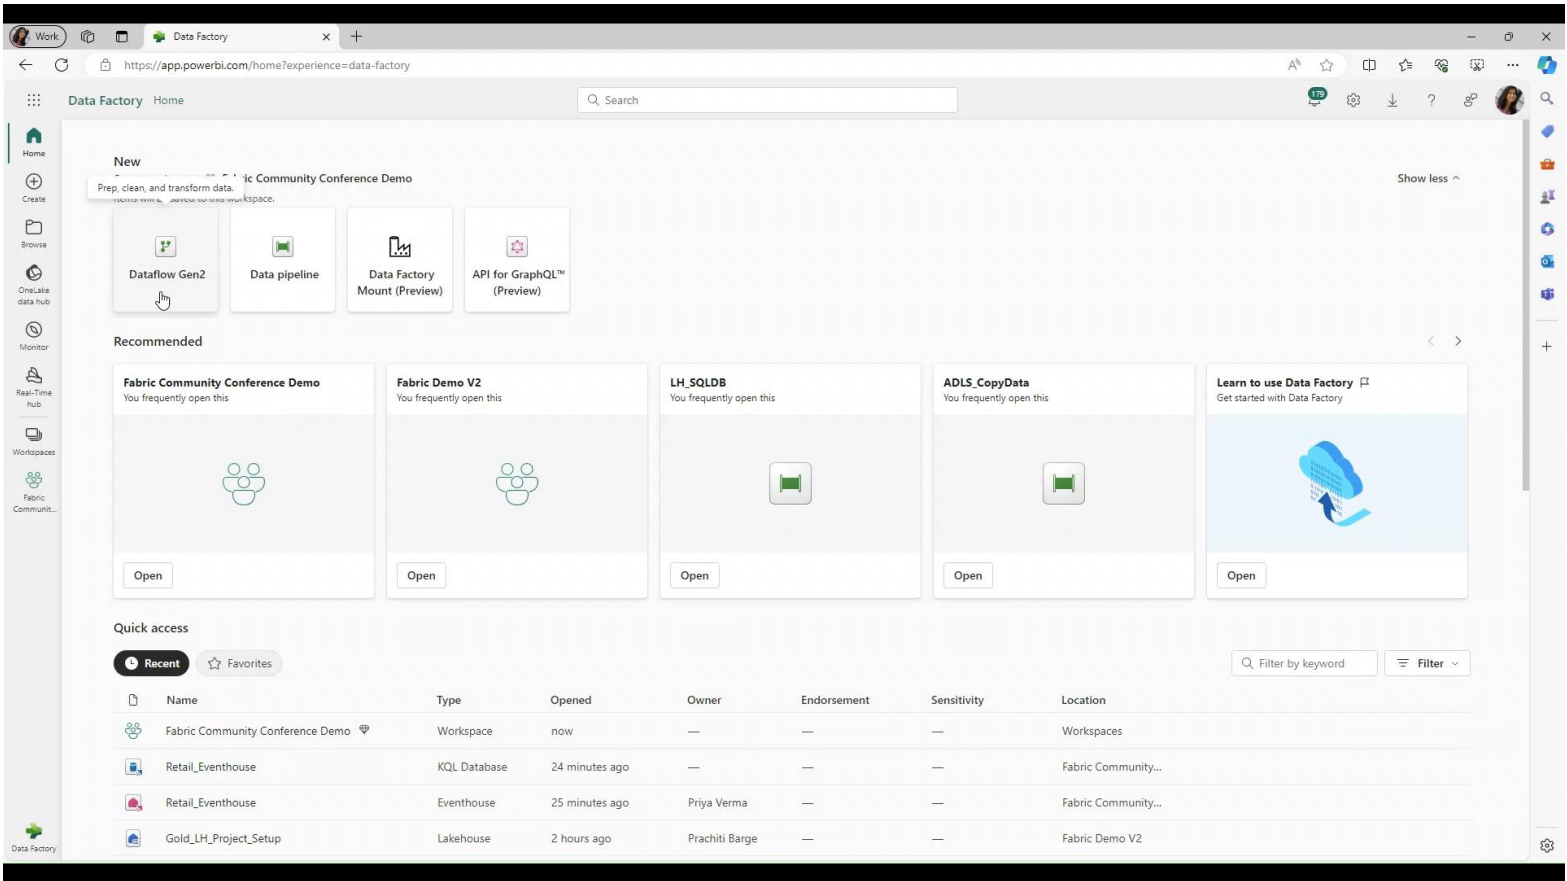 Work
Data Factory
https://app.powerbi.com/home?experience=data-factory
Data Factory Home
Search
179
Home
Create
Browse
OneLake
data hub
Monitor
Real-Time
hub
Workspaces
Fabric
Communit...
Data Factory
New
Fabric Community Conference Demo
Show less
Prep, clean, and transform data.
Items will be saved to this workspace.
Dataflow Gen2
Data pipeline
Data Factory
Mount (Preview)
API for GraphQL™
(Preview)
Recommended
Fabric Community Conference Demo
You frequently open this
Open
Fabric Demo V2
You frequently open this
Open
LH_SQLDB
You frequently open this
Open
ADLS_CopyData
You frequently open this
Open
Learn to use Data Factory
Get started with Data Factory
Open
Quick access
Recent
Favorites
Filter by keyword
Filter
Name Type Opened Owner Endorsement Sensitivity Location
Fabric Community Conference Demo Workspace now — — — Workspaces
Retail_Eventhouse KQL Database 24 minutes ago — — — Fabric Community...
Retail_Eventhouse Eventhouse 25 minutes ago Priya Verma — — Fabric Community...
Gold_LH_Project_Setup Lakehouse 2 hours ago Prachiti Barge — — Fabric Demo V2